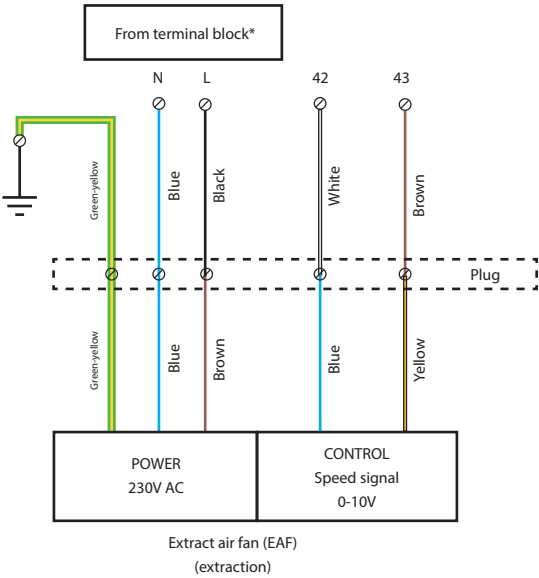 From terminal block*
N L 42 43
Green-yellow Blue Black White Brown
Plug
Green-yellow Blue Brown Blue Yellow
POWER
230V AC
CONTROL
Speed signal
0-10V
Extract air fan (EAF)
(extraction)